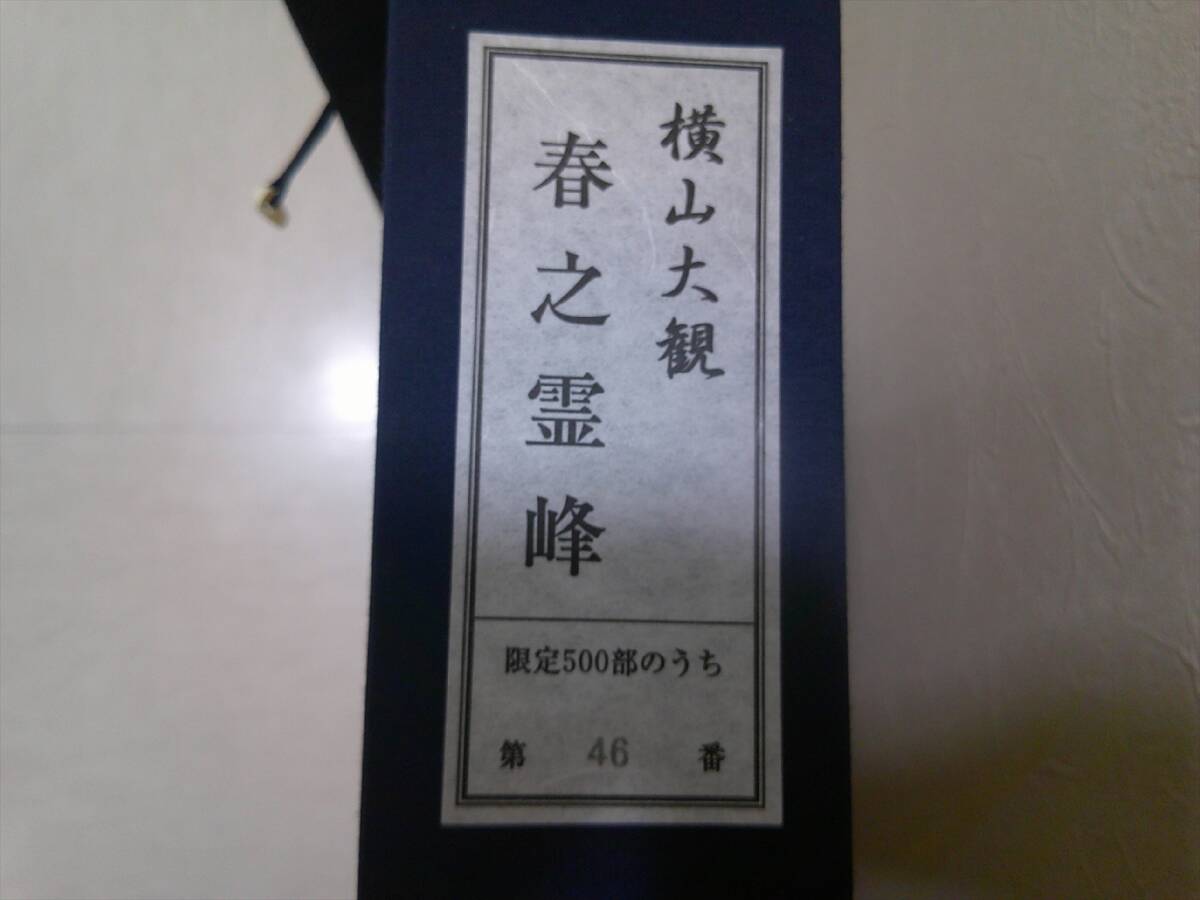 横山大観
春之霊峰
限定500部のうち
第 46 番